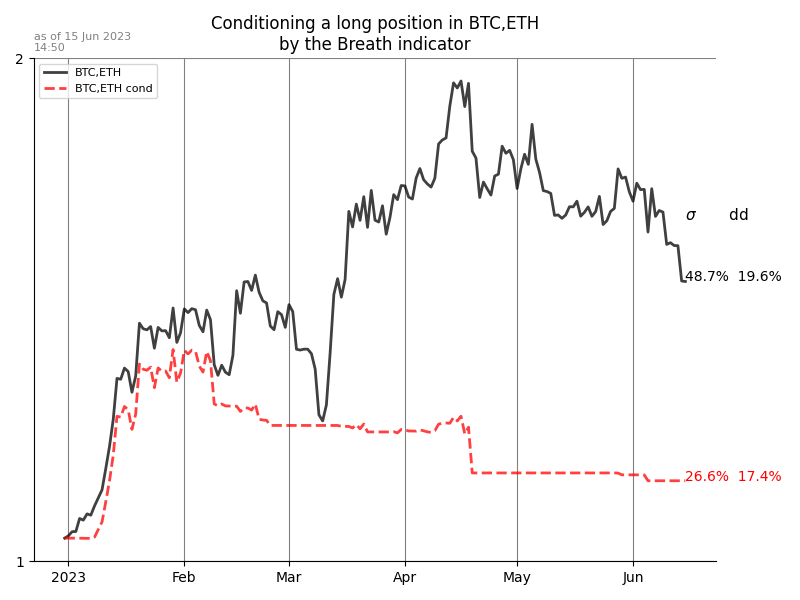 Conditioning a long position in BTC,ETH
by the Breath indicator
as of 15 Jun 2023
14:50
2
BTC,ETH
BTC,ETH cond
σ dd
48.7% 19.6%
26.6% 17.4%
1
2023 Feb Mar Apr May Jun